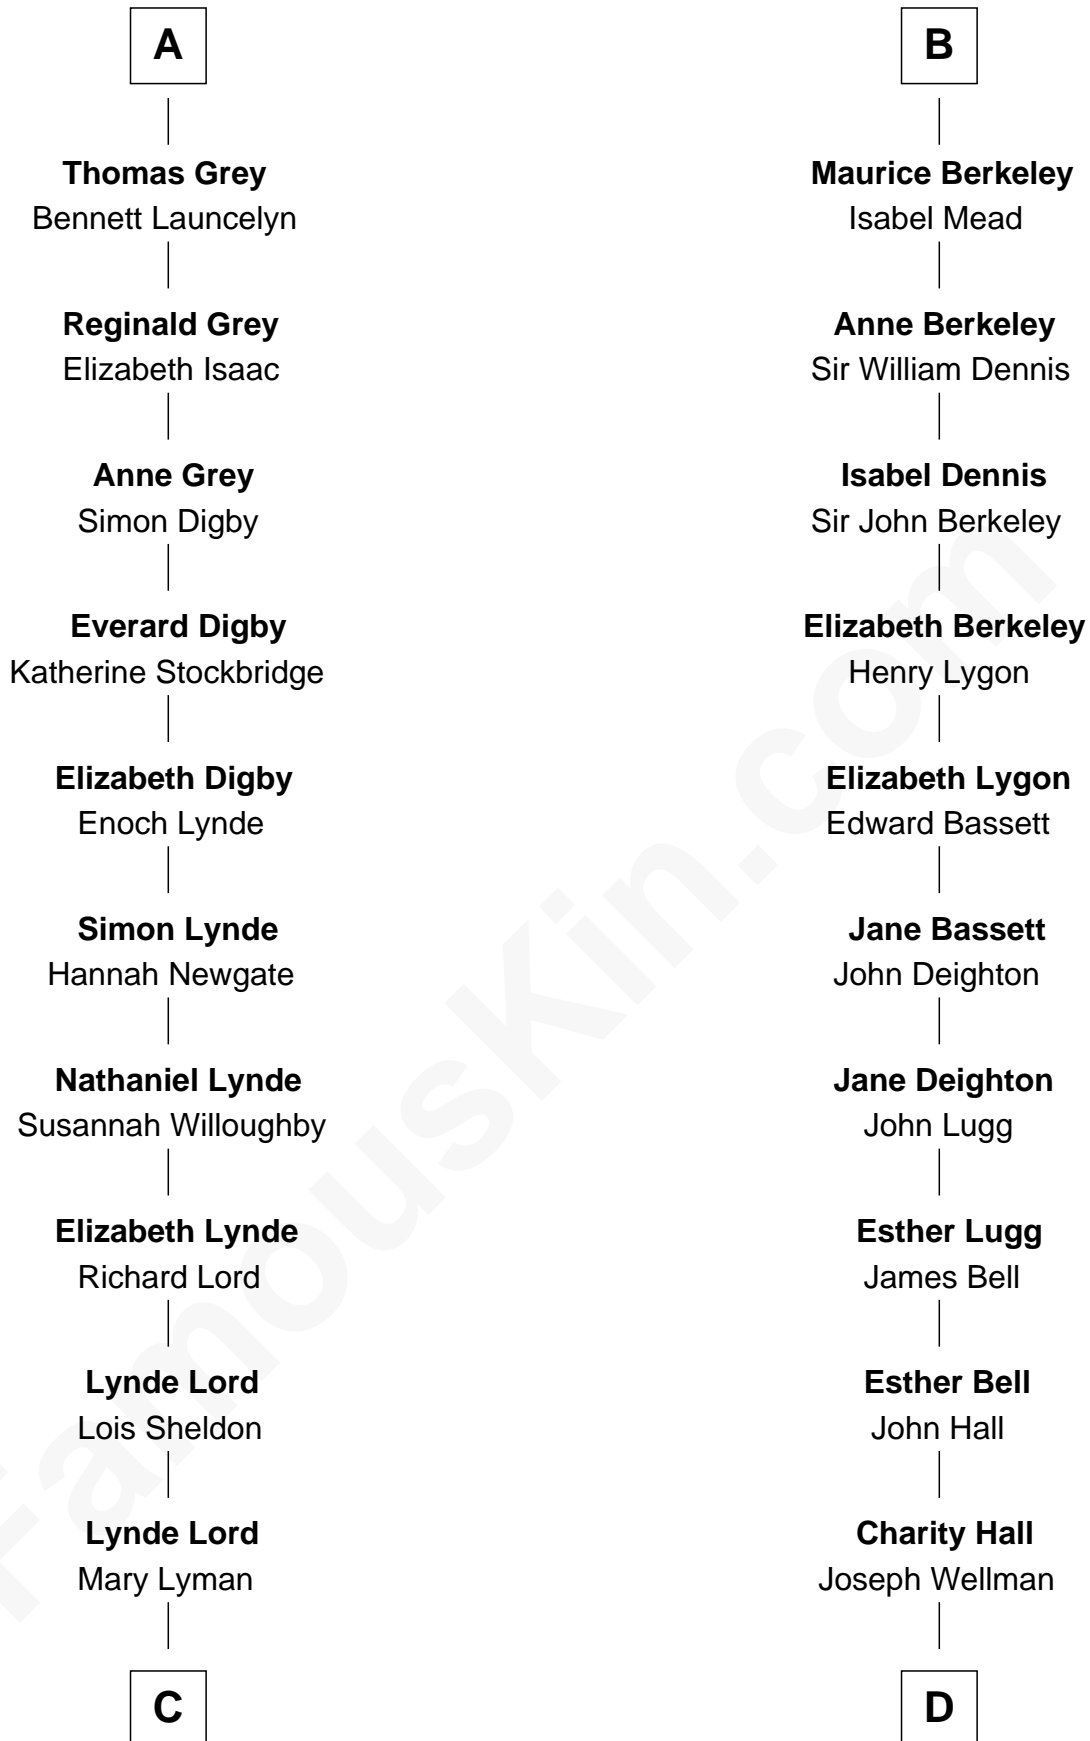 A
Thomas Grey
Bennett Launcelyn
Reginald Grey
Elizabeth Isaac
Anne Grey
Simon Digby
Everard Digby
Katherine Stockbridge
Elizabeth Digby
Enoch Lynde
Simon Lynde
Hannah Newgate
Nathaniel Lynde
Susannah Willoughby
Elizabeth Lynde
Richard Lord
Lynde Lord
Lois Sheldon
Lynde Lord
Mary Lyman
C
B
Maurice Berkeley
Isabel Mead
Anne Berkeley
Sir William Dennis
Isabel Dennis
Sir John Berkeley
Elizabeth Berkeley
Henry Lygon
Elizabeth Lygon
Edward Bassett
Jane Bassett
John Deighton
Jane Deighton
John Lugg
Esther Lugg
James Bell
Esther Bell
John Hall
Charity Hall
Joseph Wellman
D
FamousKin.com